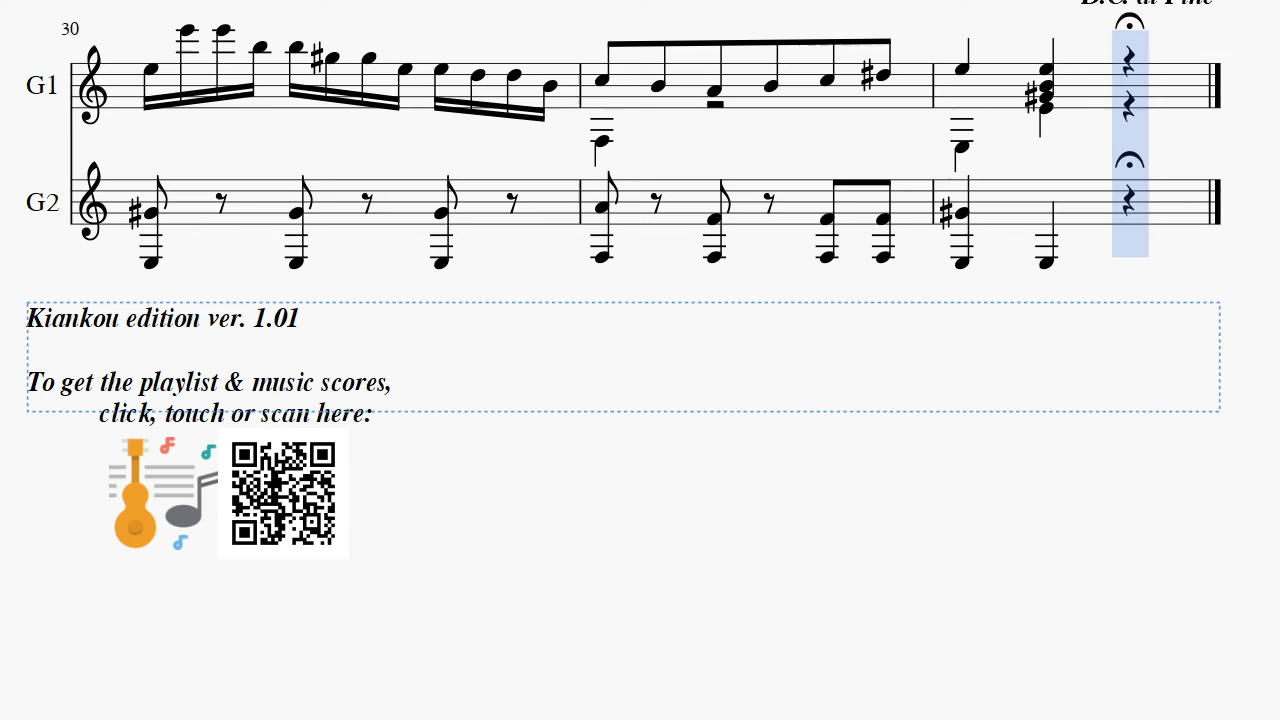 D.C. al Fine
30
G1
G2
Kiankou edition ver. 1.01
To get the playlist & music scores,
click, touch or scan here: